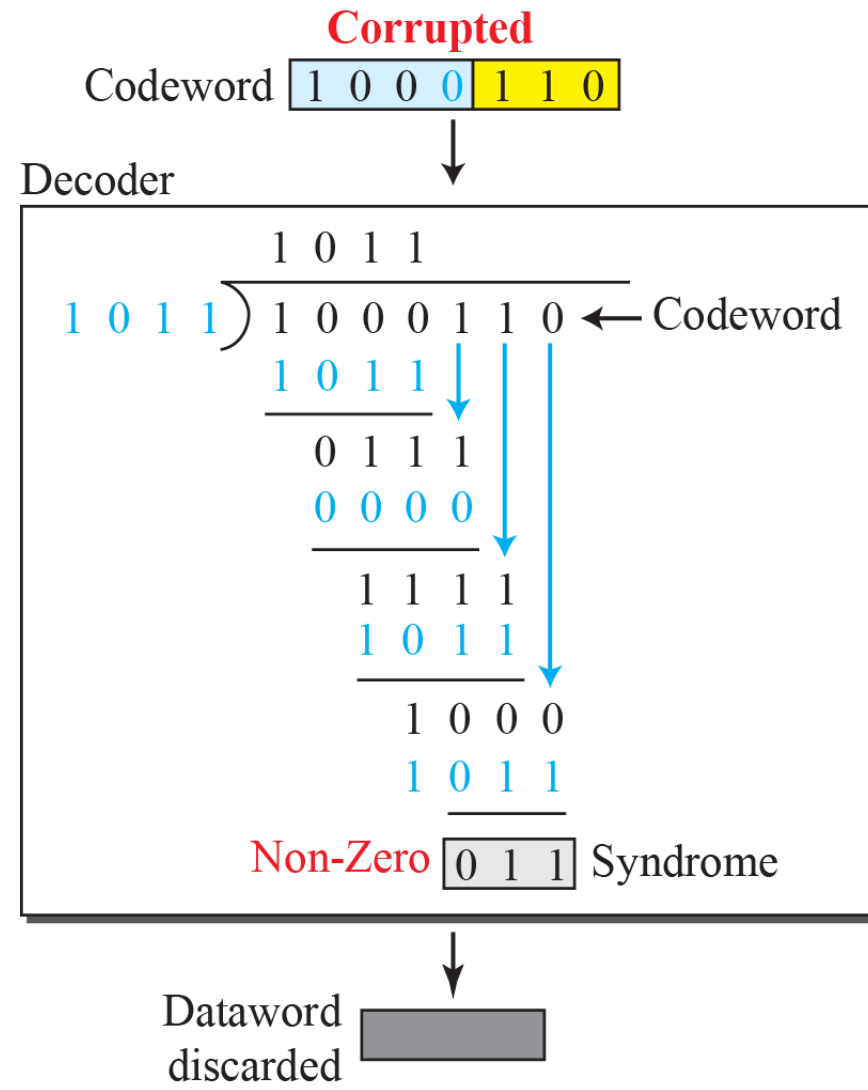 Corrupted
Codeword 1 0 0 0 1 1 0
Decoder
1 0 1 1
1 0 1 1 ) 1 0 0 0 1 1 0 Codeword
1 0 1 1
0 1 1 1
0 0 0 0
1 1 1 1
1 0 1 1
1 0 0 0
1 0 1 1
Non-Zero 0 1 1 Syndrome
Dataword
discarded